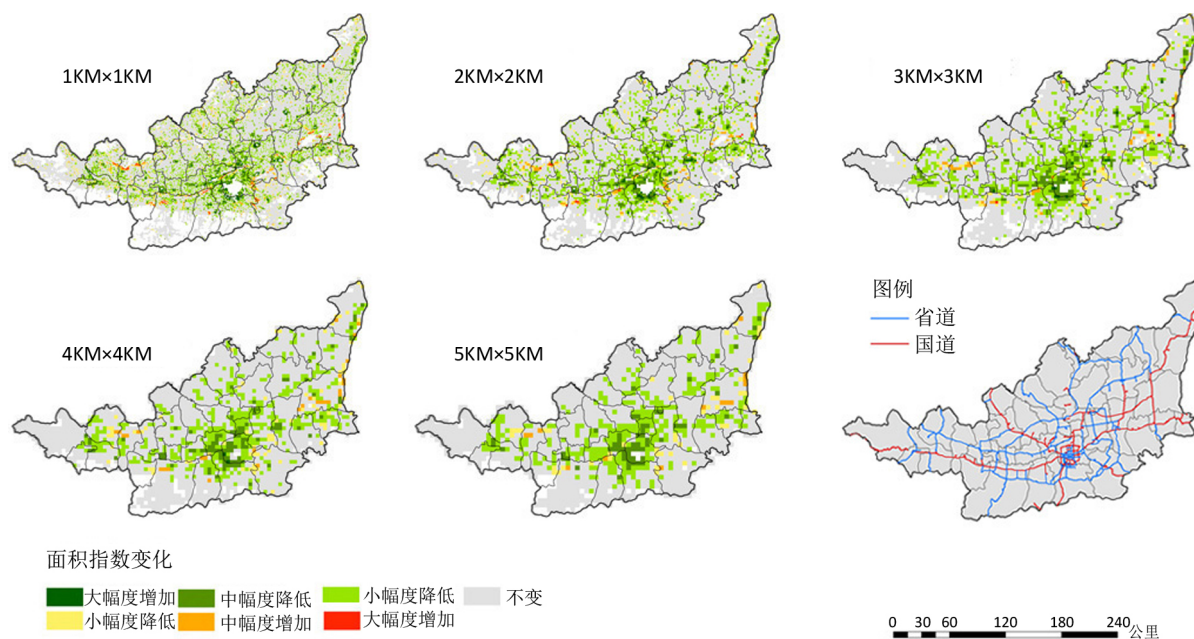 1KM×1KM
2KM×2KM
3KM×3KM
4KM×4KM
5KM×5KM
图例
省道
国道
面积指数变化
大幅度增加 中幅度降低 小幅度降低 不变
小幅度降低 中幅度增加 大幅度增加
0 30 60 120 180 240 公里